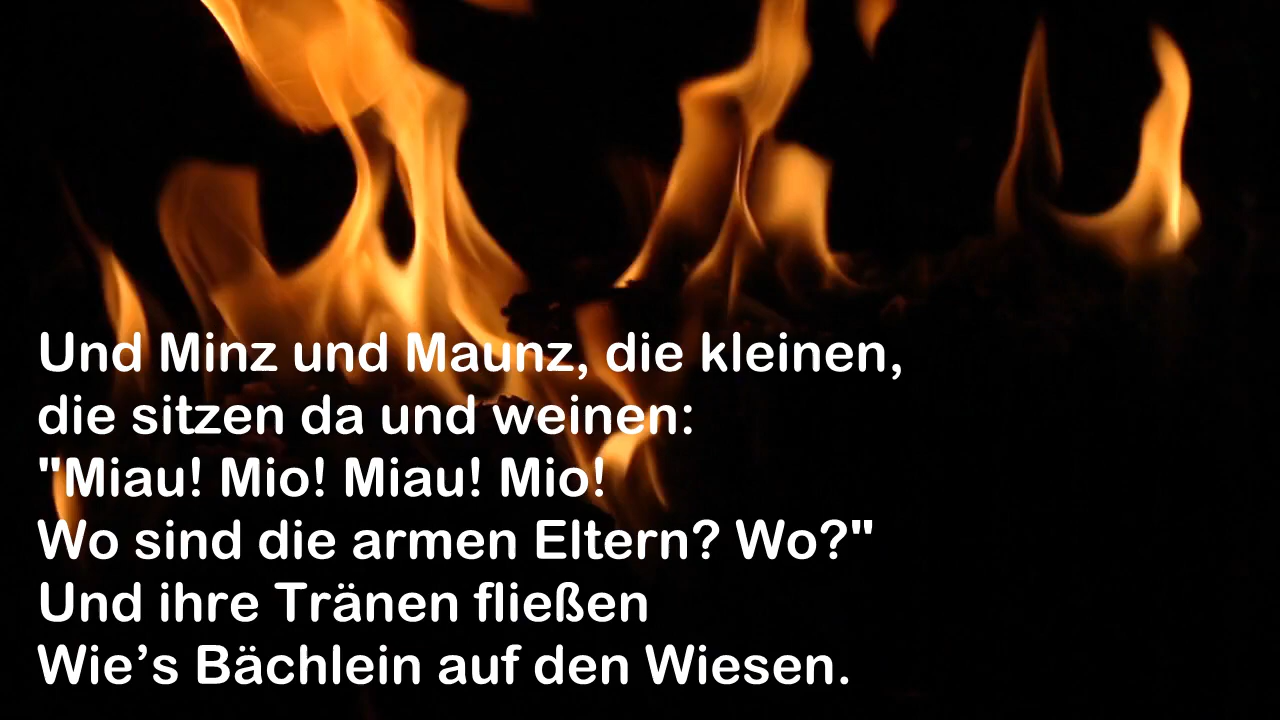 Und Minz und Maunz, die kleinen,
die sitzen da und weinen:
"Miau! Mio! Miau! Mio!
Wo sind die armen Eltern? Wo?"
Und ihre Tränen fließen
Wie’s Bächlein auf den Wiesen.